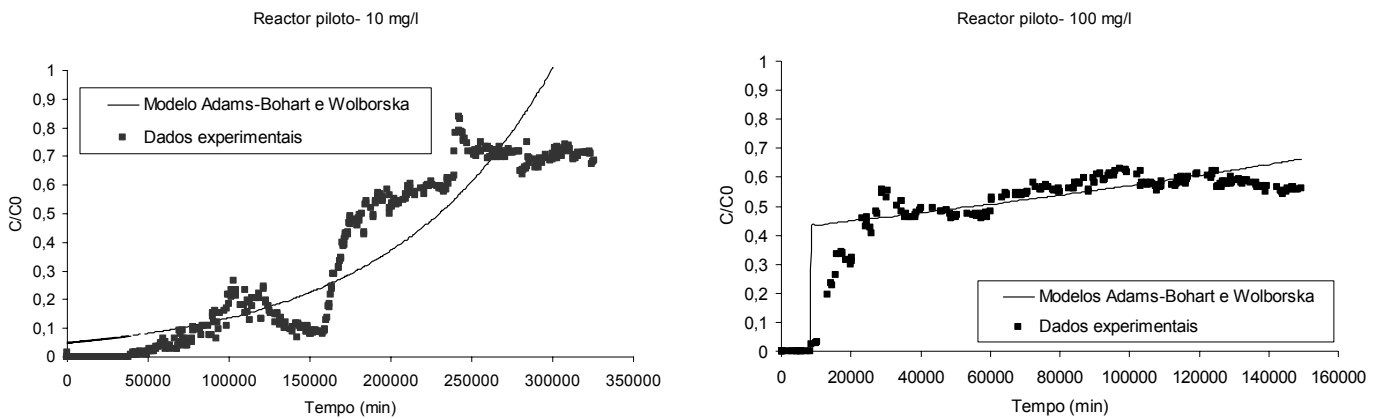 Reactor piloto- 10 mg/l
1
0,9
0,8
0,7
0,6
0,5
0,4
0,3
0,2
0,1
0
C/C0
Modelo Adams-Bohart e Wolborska
Dados experimentais
0 50000 100000 150000 200000 250000 300000 350000
Tempo (min)
Reactor piloto- 100 mg/l
1
0,9
0,8
0,7
0,6
0,5
0,4
0,3
0,2
0,1
0
C/C0
Modelos Adams-Bohart e Wolborska
Dados experimentais
0 20000 40000 60000 80000 100000 120000 140000 160000
Tempo (min)